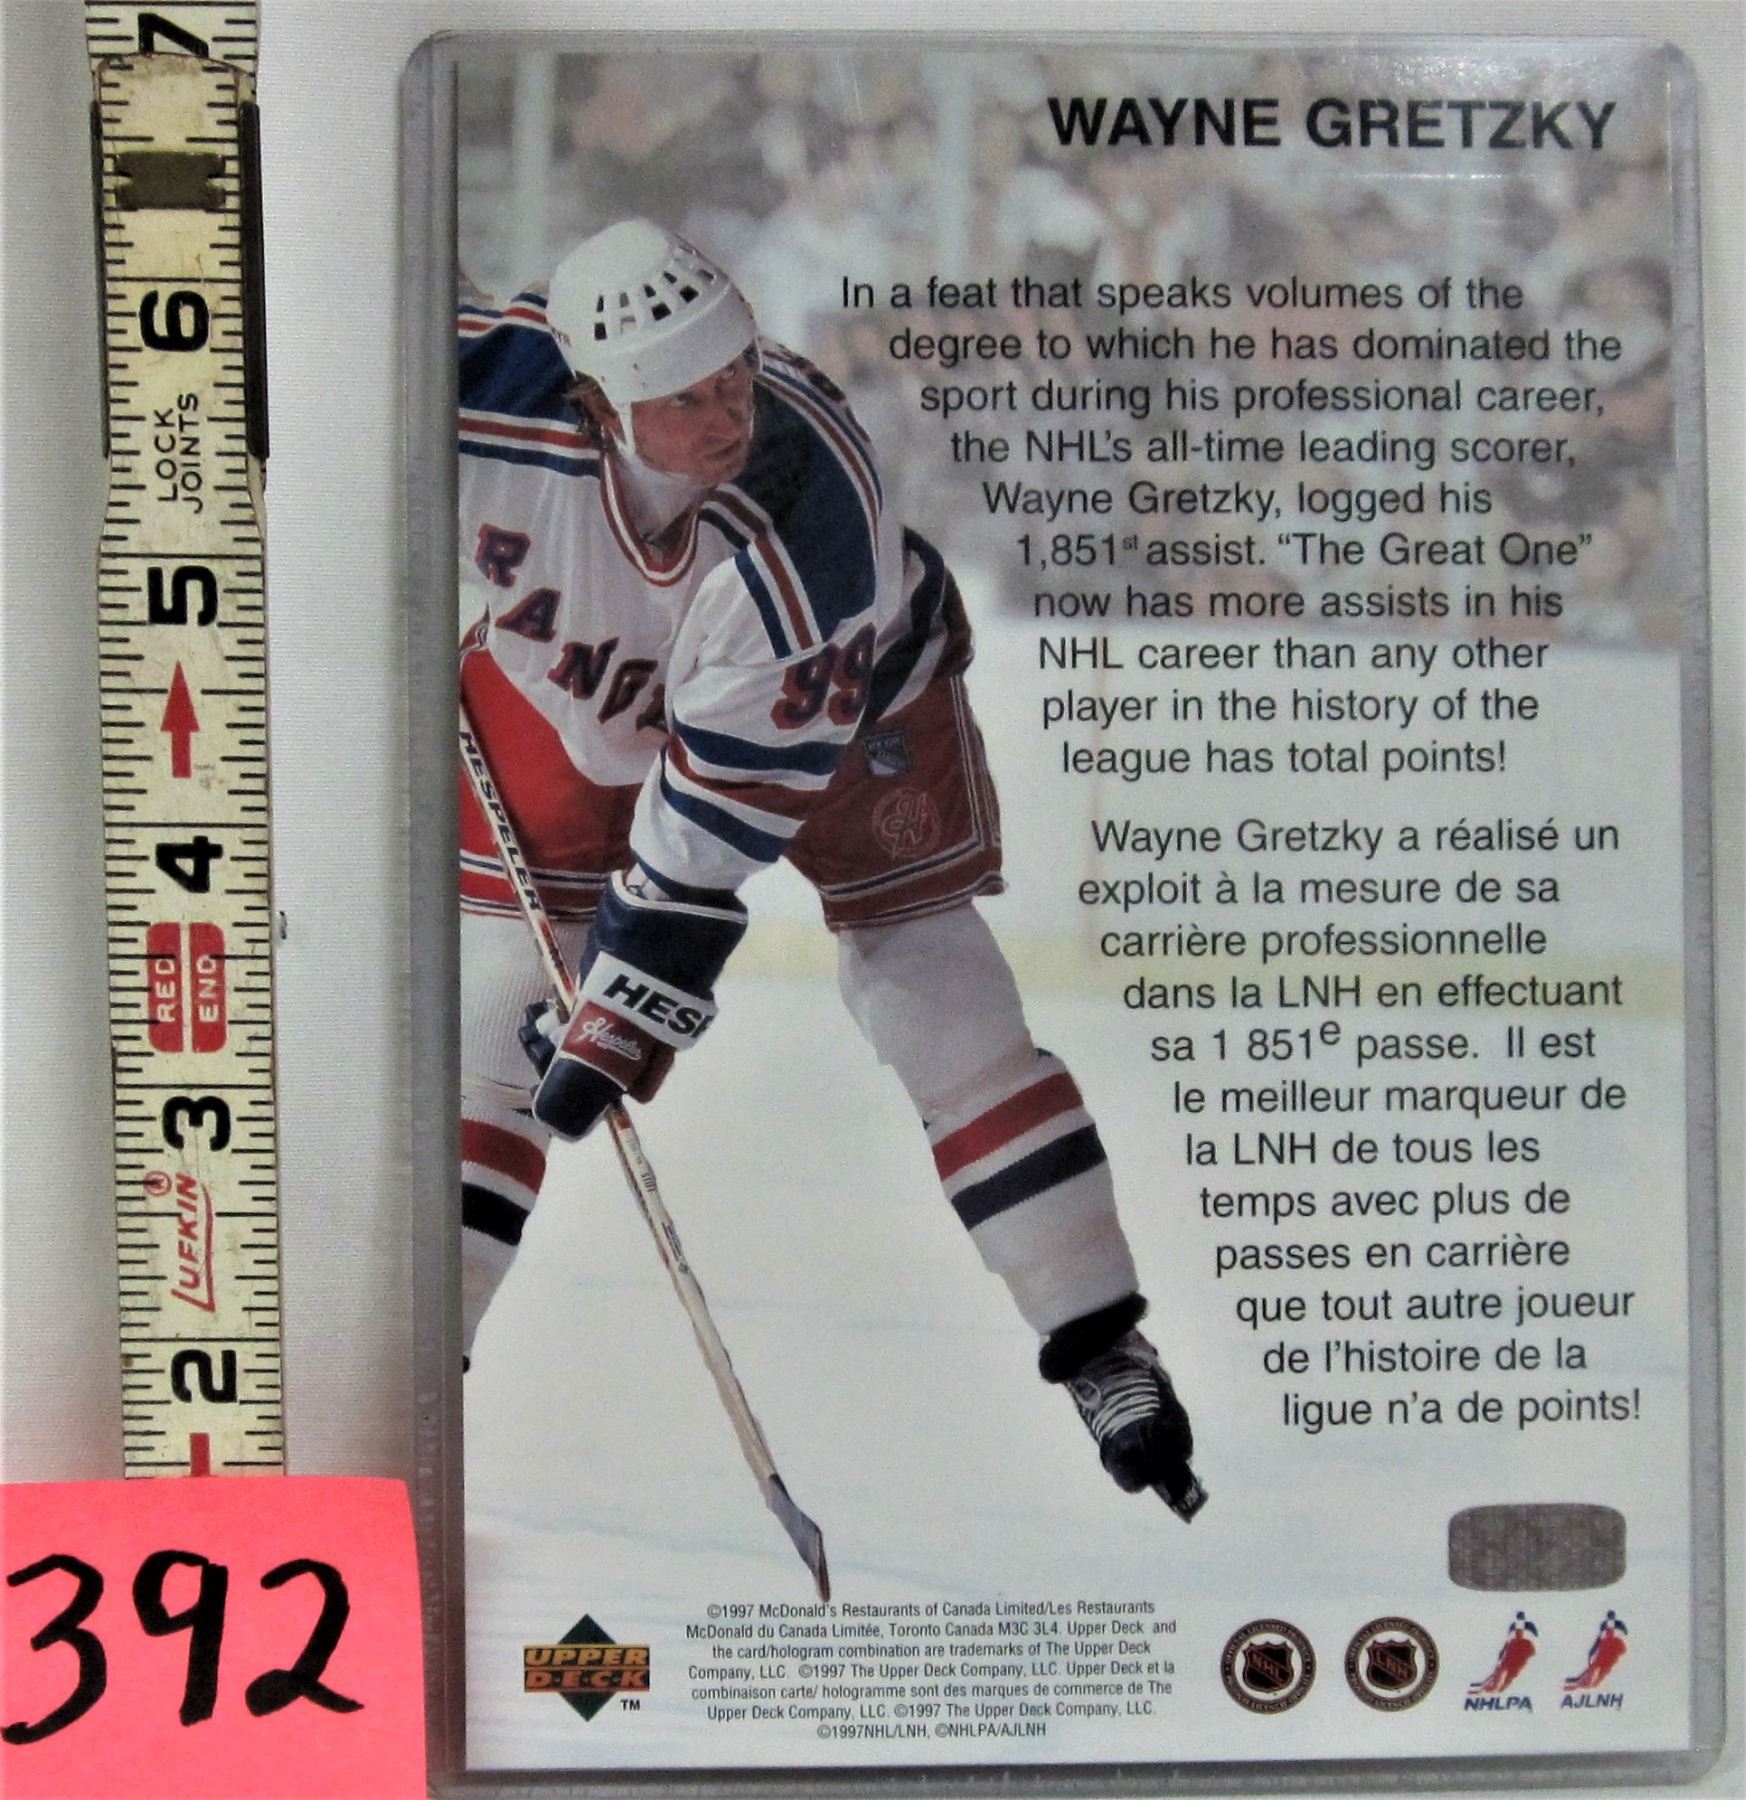 7
6
LOCK
JOINTS
5
4
RED
END
3
LUFKIN®
2
392
WAYNE GRETZKY
In a feat that speaks volumes of the
degree to which he has dominated the
sport during his professional career,
the NHL's all-time leading scorer,
Wayne Gretzky, logged his
1,851st assist. “The Great One”
now has more assists in his
NHL career than any other
player in the history of the
league has total points!
Wayne Gretzky a réalisé un
exploit à la mesure de sa
carrière professionnelle
dans la LNH en effectuant
sa 1 851e passe. Il est
le meilleur marqueur de
la LNH de tous les
temps avec plus de
passes en carrière
que tout autre joueur
de l'histoire de la
ligue n'a de points!
RANGE
99
HESPELER
HESP
Hespeler
UPPER
DECK
TM
©1997 McDonald's Restaurants of Canada Limited/Les Restaurants
McDonald du Canada Limitée, Toronto Canada M3C 3L4. Upper Deck and
the card/hologram combination are trademarks of The Upper Deck
Company, LLC. ©1997 The Upper Deck Company, LLC. Upper Deck et la
combinaison carte/ hologramme sont des marques de commerce de The
Upper Deck Company, LLC. ©1997 The Upper Deck Company, LLC.
©1997NHL/LNH, ©NHLPA/AJLNH
NHL
LNH
NHLPA
AJLNH